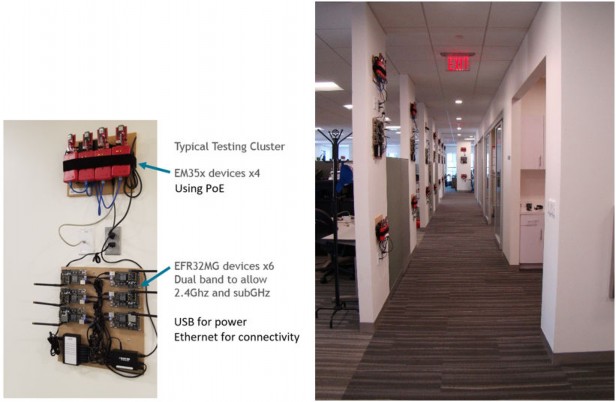 Typical Testing Cluster
EM35x devices x4
Using PoE
EFR32MG devices x6
Dual band to allow
2.4Ghz and subGHz
USB for power
Ethernet for connectivity
EXIT